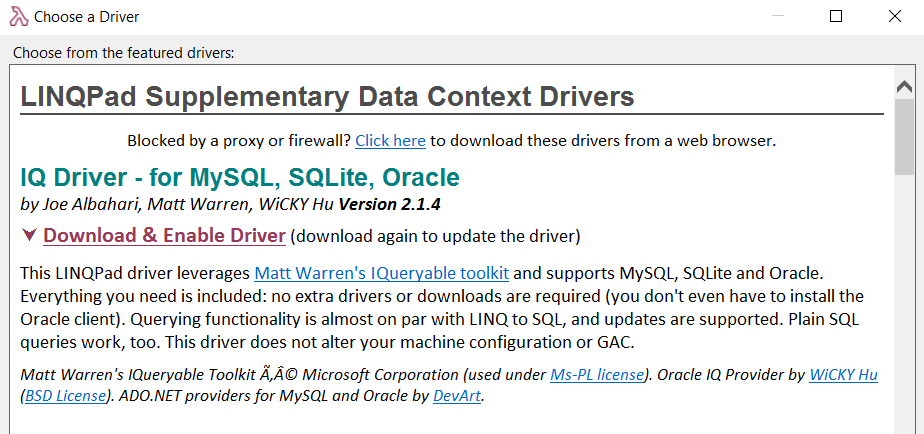 Choose a Driver
Choose from the featured drivers:
LINQPad Supplementary Data Context Drivers
Blocked by a proxy or firewall? Click here to download these drivers from a web browser.
IQ Driver - for MySQL, SQLite, Oracle
by Joe Albahari, Matt Warren, WiCKY Hu Version 2.1.4
Download & Enable Driver (download again to update the driver)
This LINQPad driver leverages Matt Warren's IQueryable toolkit and supports MySQL, SQLite and Oracle.
Everything you need is included: no extra drivers or downloads are required (you don't even have to install the
Oracle client). Querying functionality is almost on par with LINQ to SQL, and updates are supported. Plain SQL
queries work, too. This driver does not alter your machine configuration or GAC.
Matt Warren's IQueryable Toolkit Ã‚Â© Microsoft Corporation (used under Ms-PL license). Oracle IQ Provider by WiCKY Hu
(BSD License). ADO.NET providers for MySQL and Oracle by DevArt.